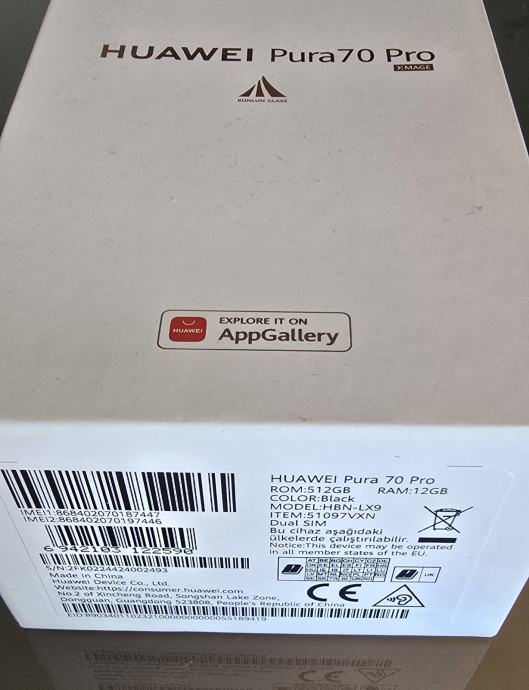 HUAWEI Pura70 Pro
XMAGE
KUNLUN GLASS
HUAWEI
EXPLORE IT ON
AppGallery
IMEI1:868402070187447
IMEI2:868402070197446
6 942103 122590
S/N:2FK0224424002493
Made in China
Huawei Device Co., Ltd.
Website:https://consumer.huawei.com
No.2 of Xincheng Road, Songshan Lake Zone,
Dongguan, Guangdong 523808, People's Republic of China
HUAWEI Pura 70 Pro
ROM:512GB RAM:12GB
COLOR:Black
MODEL:HBN-LX9
ITEM:51097VXN
Dual SIM
Bu cihaz aşağıdaki
ülkelerde çalıştırılabilir.
Notice:This device may be operated
in all member states of the EU.
UK
CE